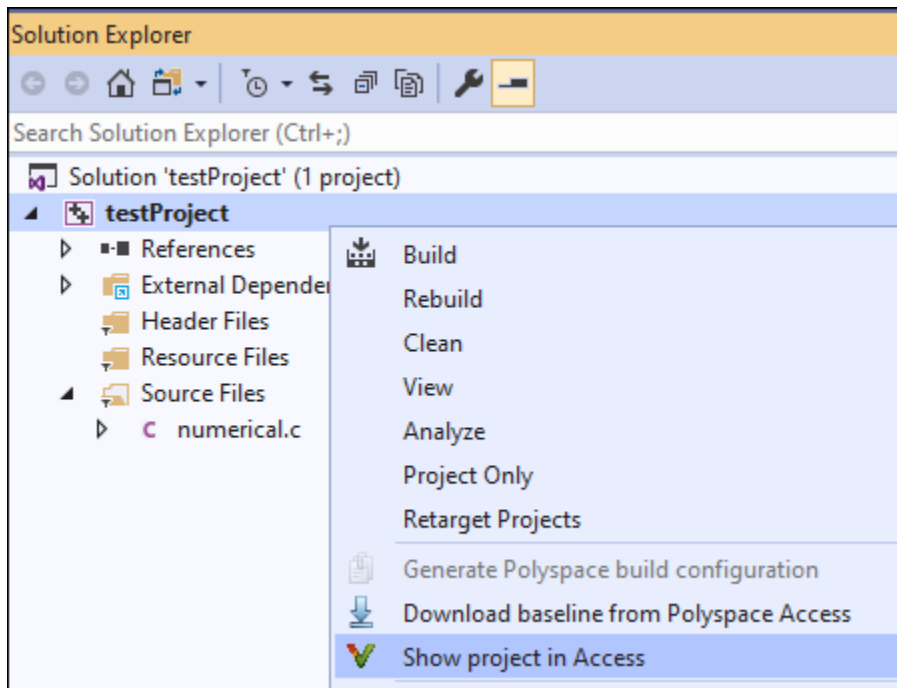 Solution Explorer
Search Solution Explorer (Ctrl+;)
Solution 'testProject' (1 project)
testProject
References
External Depende
Header Files
Resource Files
Source Files
C numerical.c
Build
Rebuild
Clean
View
Analyze
Project Only
Retarget Projects
Generate Polyspace build configuration
Download baseline from Polyspace Access
Show project in Access